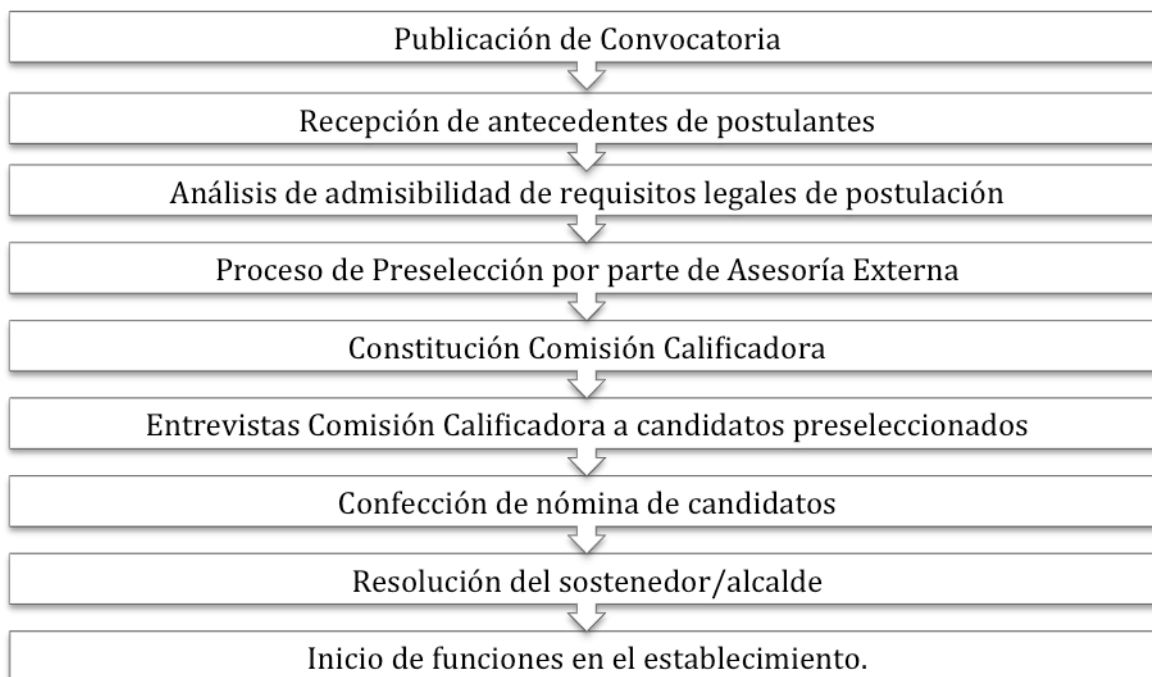 Publicación de Convocatoria
Recepción de antecedentes de postulantes
Análisis de admisibilidad de requisitos legales de postulación
Proceso de Preselección por parte de Asesoría Externa
Constitución Comisión Calificadora
Entrevistas Comisión Calificadora a candidatos preseleccionados
Confección de nómina de candidatos
Resolución del sostenedor/alcalde
Inicio de funciones en el establecimiento.